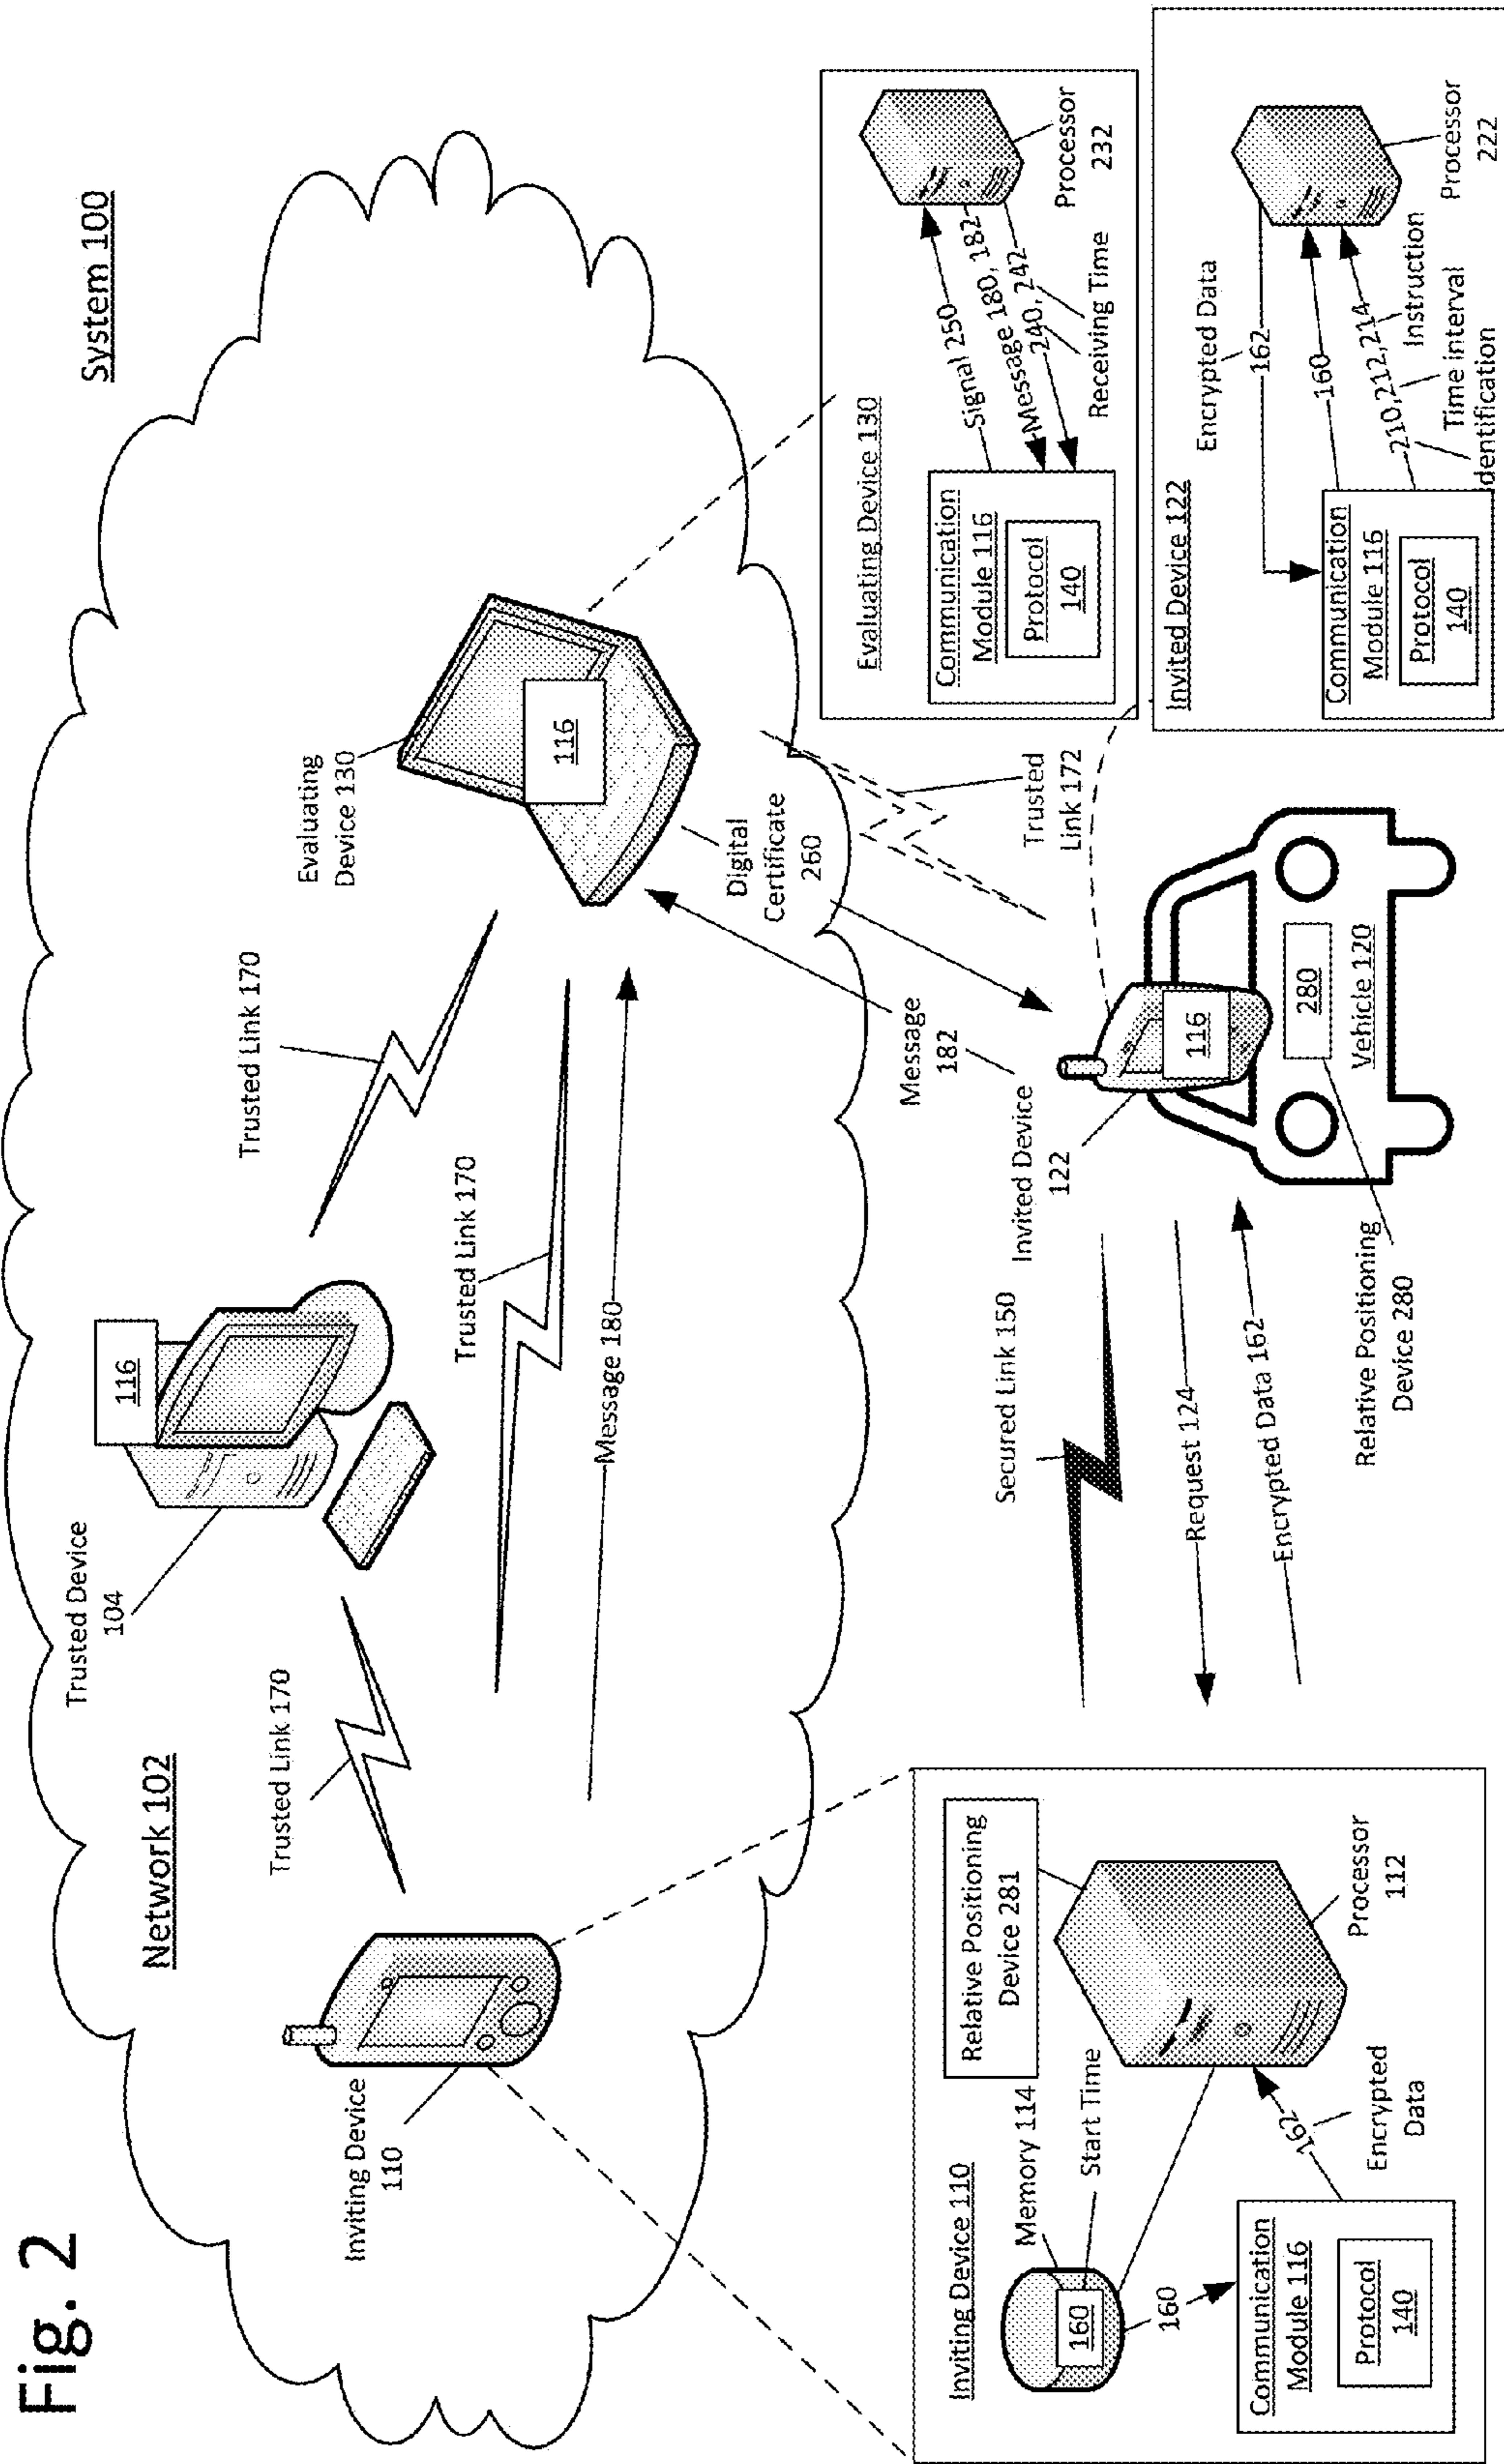 Fig. 2
System 100
Network 102
Trusted Device
104
116
Trusted Link 170
Trusted Link 170
Evaluating
Device 130
116
Inviting Device
110
Trusted Link 170
Message 180
Digital
Certificate
260
Message
182
Trusted
Link 172
Secured Link 150
Request 124
Encrypted Data 162
Invited Device
122
116
280
Vehicle 120
Relative Positioning
Device 280
Inviting Device 110
Memory 114
Start Time
160
160
Relative Positioning
Device 281
Processor
112
162
Encrypted
Data
Communication
Module 116
Protocol
140
Evaluating Device 130
Communication
Module 116
Protocol
140
Signal 250
Message 180, 182
240, 242
Receiving Time
Processor
232
Invited Device 122
Encrypted Data
162
160
210,212,214
Instruction
Time interval
dentification
Communication
Module 116
Protocol
140
Processor
222